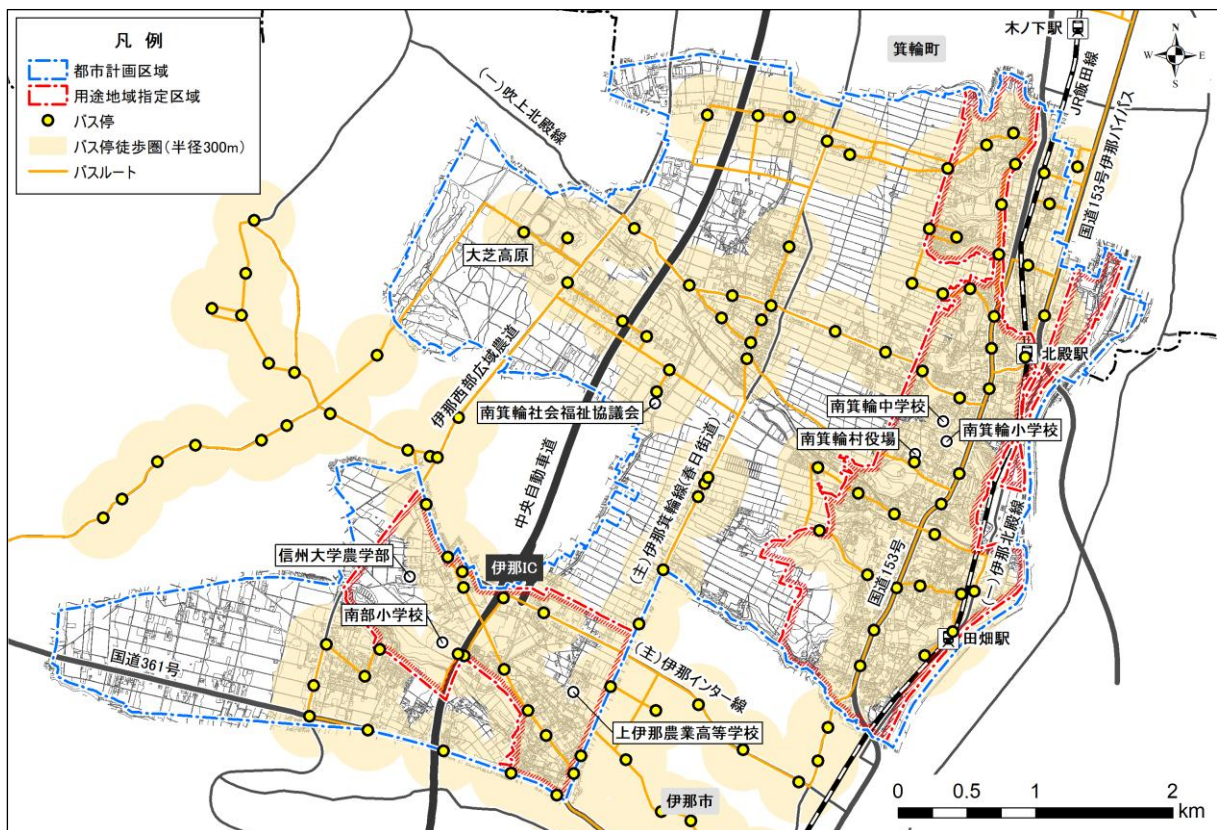 凡 例
都市計画区域
用途地域指定区域
バス停
バス停徒歩圏(半径300m)
バスルート
木ノ下駅
箕輪町
N
W
E
S
JR飯田線
国道153号伊那バイパス
(一)吹上北殿線
大芝高原
伊那西部広域農道
北殿駅
南箕輪中学校
南箕輪社会福祉協議会
南箕輪小学校
南箕輪村役場
中央自動車道
(主)伊那箕輪線(春日街道)
信州大学農学部
伊那IC
国道153号
(一)伊那北殿線
南部小学校
田畑駅
国道361号
(主)伊那インター線
上伊那農業高等学校
伊那市
0 0.5 1 2
km